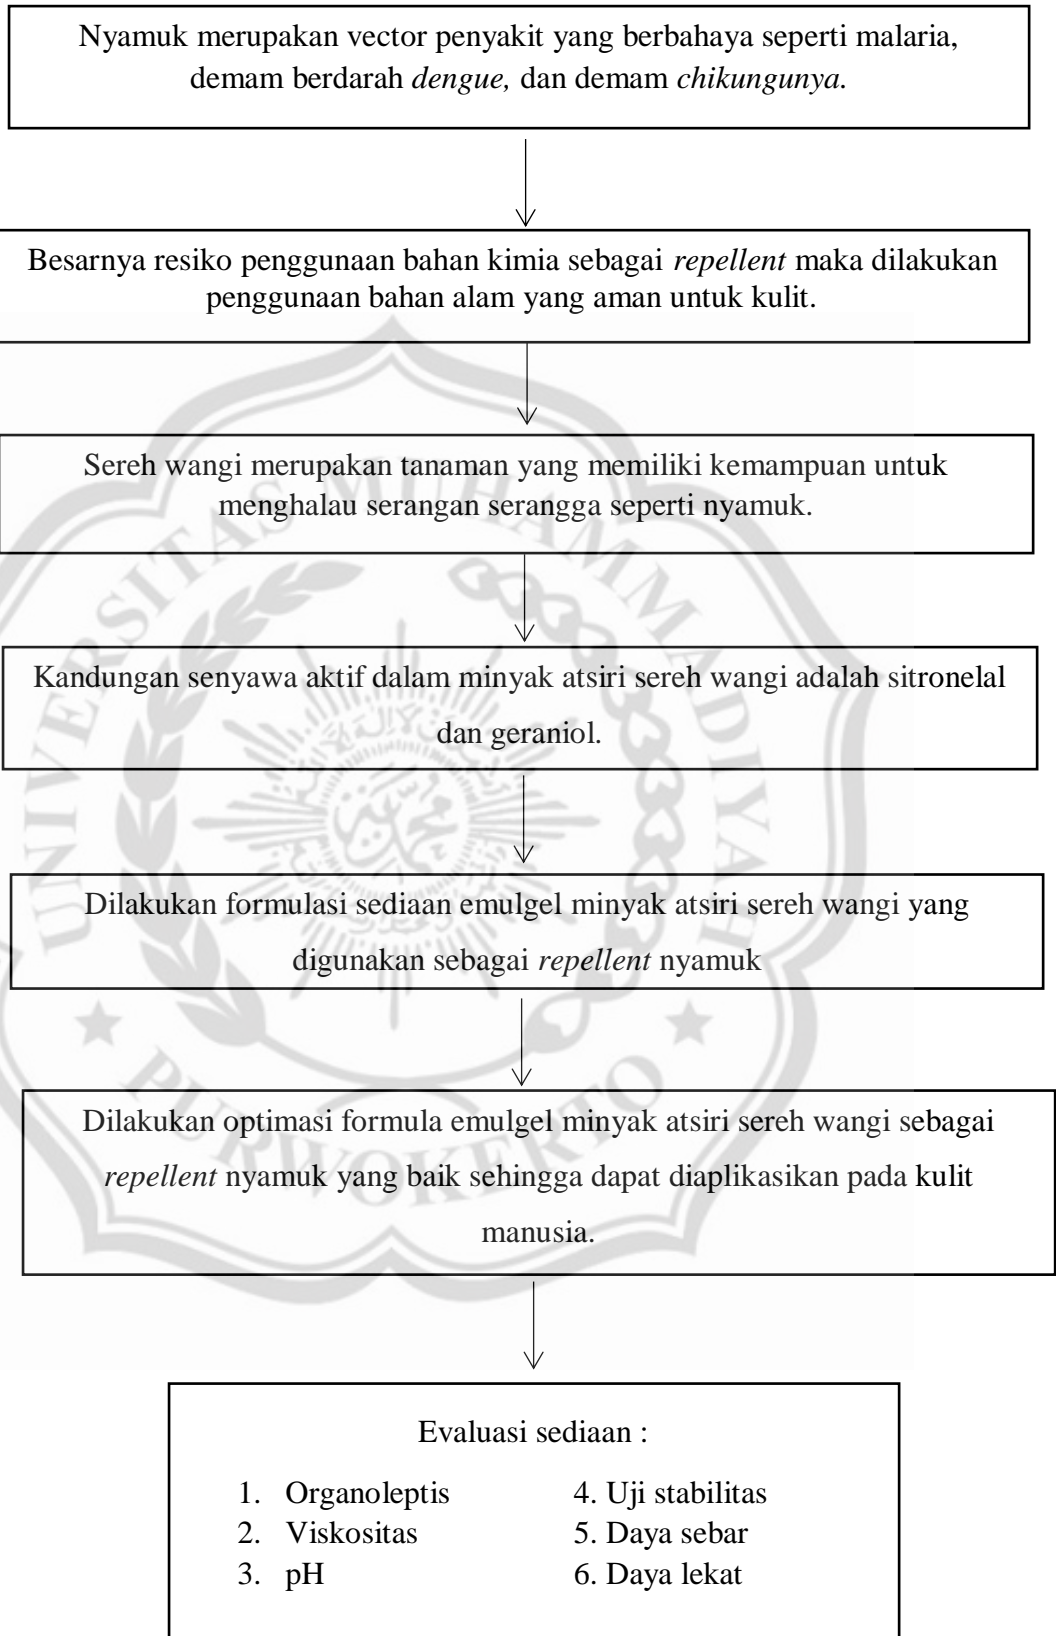 Nyamuk merupakan vector penyakit yang berbahaya seperti malaria,
demam berdarah dengue, dan demam chikungunya.
Besarnya resiko penggunaan bahan kimia sebagai repellent maka dilakukan
penggunaan bahan alam yang aman untuk kulit.
Sereh wangi merupakan tanaman yang memiliki kemampuan untuk
menghalau serangan serangga seperti nyamuk.
Kandungan senyawa aktif dalam minyak atsiri sereh wangi adalah sitronelal
dan geraniol.
Dilakukan formulasi sediaan emulgel minyak atsiri sereh wangi yang
digunakan sebagai repellent nyamuk
Dilakukan optimasi formula emulgel minyak atsiri sereh wangi sebagai
repellent nyamuk yang baik sehingga dapat diaplikasikan pada kulit
manusia.
Evaluasi sediaan :
1. Organoleptis
2. Viskositas
3. pH
4. Uji stabilitas
5. Daya sebar
6. Daya lekat
UNIVERSITAS MUHAMMADIYAH
PURWOKERTO